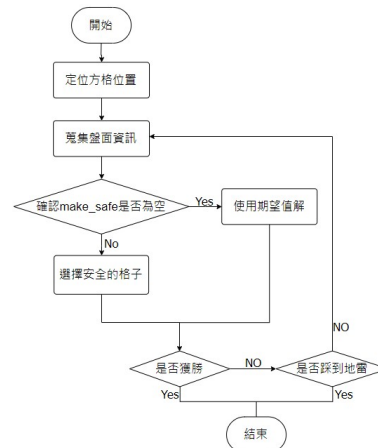 開始
定位方格位置
蒐集盤面資訊
確認make_safe是否為空
Yes
使用期望值解
No
選擇安全的格子
NO
是否獲勝
NO
是否踩到地雷
Yes
Yes
結束